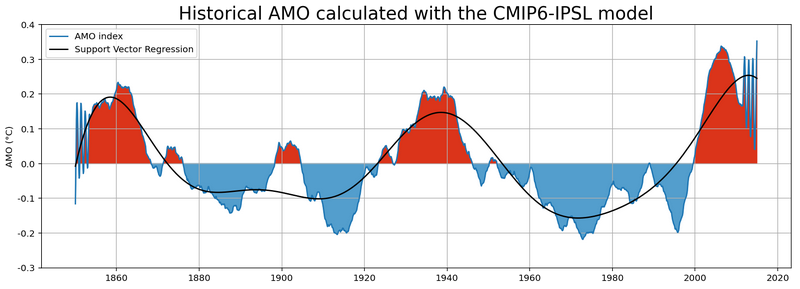 Historical AMO calculated with the CMIP6-IPSL model
AMO index
Support Vector Regression
AMO (°C)
0.4
0.3
0.2
0.1
0.0
-0.1
-0.2
-0.3
1860 1880 1900 1920 1940 1960 1980 2000 2020